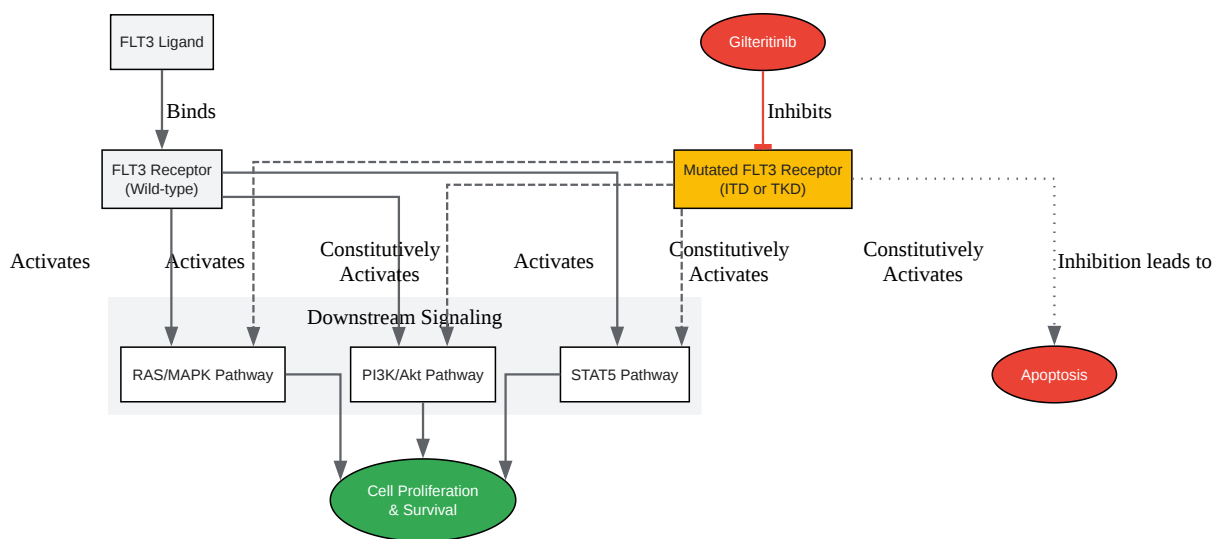 FLT3 Ligand
Gilteritinib
Binds
Inhibits
FLT3 Receptor
(Wild-type)
Mutated FLT3 Receptor
(ITD or TKD)
Activates
Activates
Constitutively
Activates
Activates
Constitutively
Activates
Constitutively
Activates
Inhibition leads to
Downstream Signaling
RAS/MAPK Pathway
PI3K/Akt Pathway
STAT5 Pathway
Apoptosis
Cell Proliferation
& Survival